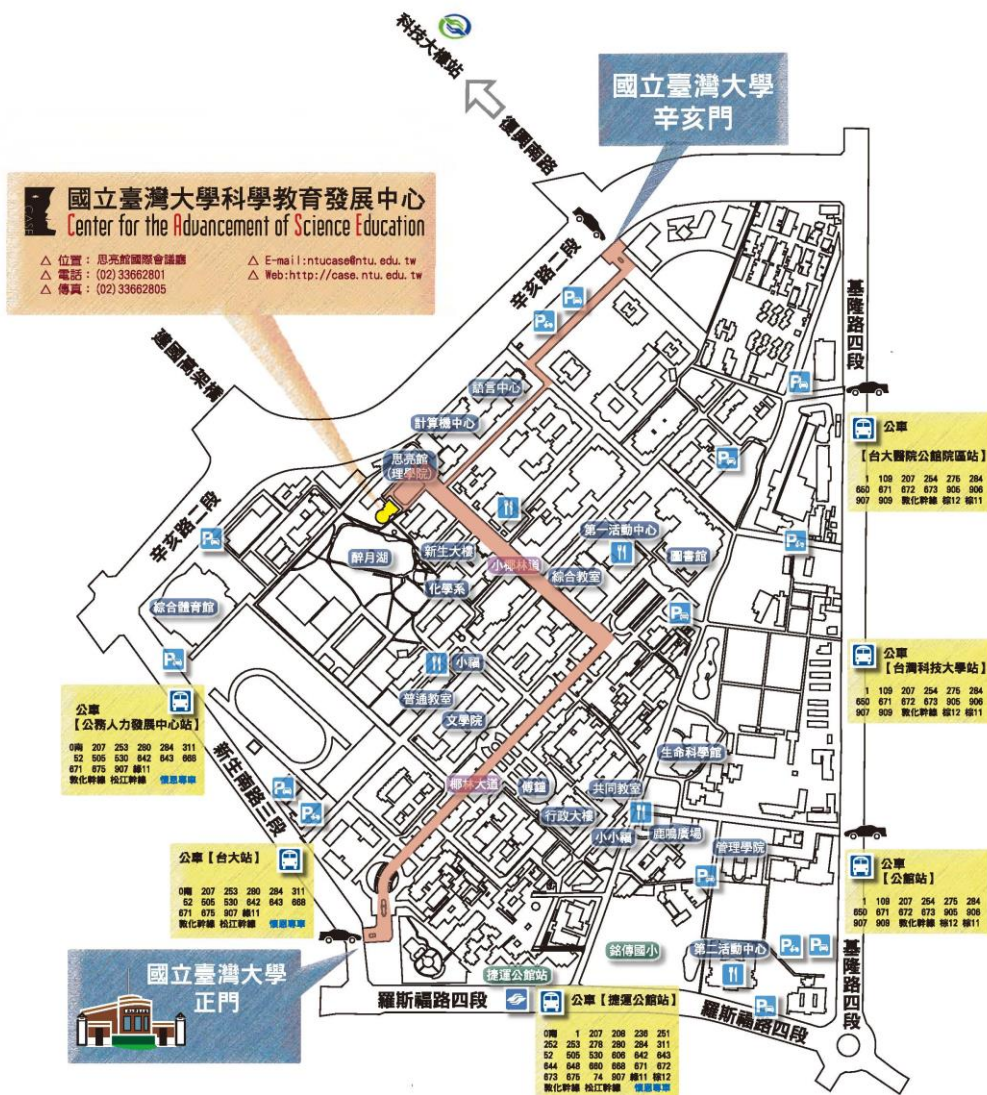 科技大樓站
復興南路
國立臺灣大學
辛亥門
CASE
國立臺灣大學科學教育發展中心
Center for the Advancement of Science Education
△ 位置：思亮館國際會議廳
△ 電話：(02)33662801
△ 傳真：(02)33662805
△ E-mail:ntucase@ntu.edu.tw
△ Web:http://case.ntu.edu.tw
辛亥路二段
建國高架橋
基隆路四段
語言中心
計算機中心
思亮館
(理學院)
辛亥路一段
醉月湖
新生大樓
化學系
小椰林道
第一活動中心
綜合教室
圖書館
綜合體育館
小福
普通教室
文學院
生命科學館
椰林大道
傅鐘
共同教室
行政大樓
小小福
鹿鳴廣場
管理學院
新生南路三段
公車
【台大醫院公館院區站】
1 109 207 254 275 284
650 671 672 673 905 906
907 909 敦化幹線 棕12 棕11
公車
【台灣科技大學站】
1 109 207 254 275 284
650 671 672 673 905 906
907 909 敦化幹線 棕12 棕11
公車
【公務人力發展中心站】
0南 207 253 280 284 311
52 505 530 642 643 668
671 675 907 綠11
敦化幹線 松江幹線 懷恩專車
公車【台大站】
0南 207 253 280 284 311
52 505 530 642 643 668
671 675 907 綠11
敦化幹線 松江幹線 懷恩專車
公車
【公館站】
1 109 207 254 275 284
650 671 672 673 905 906
907 909 敦化幹線 棕12 棕11
國立臺灣大學
正門
捷運公館站
銘傳國小
第二活動中心
羅斯福路四段
羅斯福路四段
基隆路四段
公車【捷運公館站】
0南 1 207 208 236 251
252 253 278 280 284 311
52 505 530 606 642 643
644 648 660 668 671 672
673 675 74 907 綠11 棕12
敦化幹線 松江幹線 懷恩專車